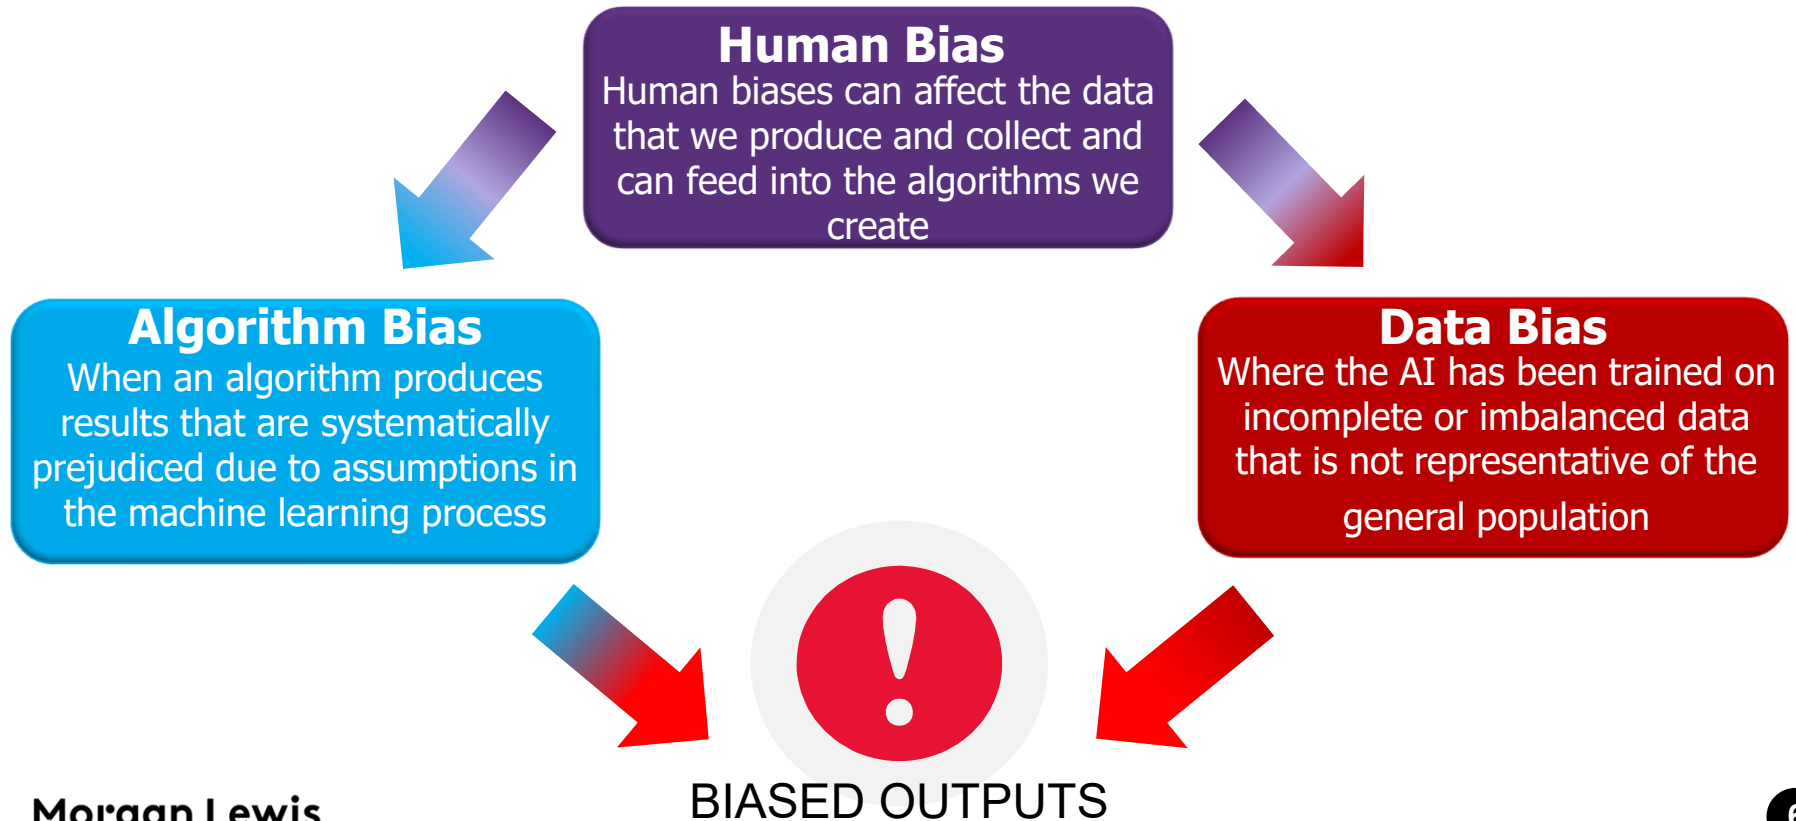 Human Bias
Human biases can affect the data
that we produce and collect and
can feed into the algorithms we
create
Algorithm Bias
When an algorithm produces
results that are systematically
prejudiced due to assumptions in
the machine learning process
Data Bias
Where the AI has been trained on
incomplete or imbalanced data
that is not representative of the
general population
BIASED OUTPUTS
Morgan Lewis